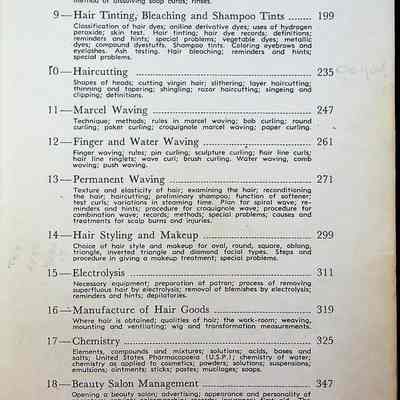 method of dissolving soap curds; rinses.
9—Hair Tinting, Bleaching and Shampoo Tints ........ 199
Classification of hair dyes; aniline derivative dyes; uses of hydrogen
peroxide; skin test. Hair tinting; hair dye records; definitions;
reminders and hints; special problems; vegetable dyes; metallic
dyes; compound dyestuffs. Shampoo tints. Coloring eyebrows and
eyelashes. Ash testing. Hair bleaching; reminders and hints;
special problems.
10—Haircutting ........ 235
Shapes of heads; cutting virgin hair; slithering; layer haircutting;
thinning and tapering; shingling; razor haircutting; singeing and
clipping; definitions.
11—Marcel Waving ........ 247
Technique; methods; rules in marcel waving; bob curling; round
curling; poker curling; croquignole marcel waving; paper curling.
12—Finger and Water Waving ........ 261
Finger waving; rules; pin curling; sculpture curling; hair line curls;
hair line ringlets; wave curl; brush curling. Water waving, comb
waving; push waving.
13—Permanent Waving ........ 271
Texture and elasticity of hair; examining the hair; reconditioning
the hair; haircutting; preliminary shampoo; function of softener-
test curls; variations in steaming time. Plan for spiral wave; re-
minders and hints; procedure for croquignole wave; procedure for
combination wave; records; methods; special problems; causes and
treatments for scalp burns and injuries.
14—Hair Styling and Makeup ........ 299
Choice of hair style and makeup for oval, round, square, oblong,
triangle, inverted triangle and diamond facial types. Steps and
procedure in giving a makeup treatment; special problems.
15—Electrolysis ........ 311
Necessary equipment; preparation of patron; process of removing
superfluous hair by electrolysis; removal of blemishes by electrolysis;
reminders and hints; depilatories.
16—Manufacture of Hair Goods ........ 319
Where hair is obtained; qualities of hair; the work-room; weaving,
mounting and ventilating; wig and transformation measurements.
17—Chemistry ........ 325
Elements, compounds and mixtures; solutions; acids, bases and
salts; United States Pharmacopoeia (U.S.P.); chemistry of water;
chemistry as applied to cosmetics; powders; solutions; suspensions;
emulsions; ointments; sticks; pastes; mucilages; soaps.
18—Beauty Salon Management ........ 347
Opening a beauty salon; advertising; appearance and personality of